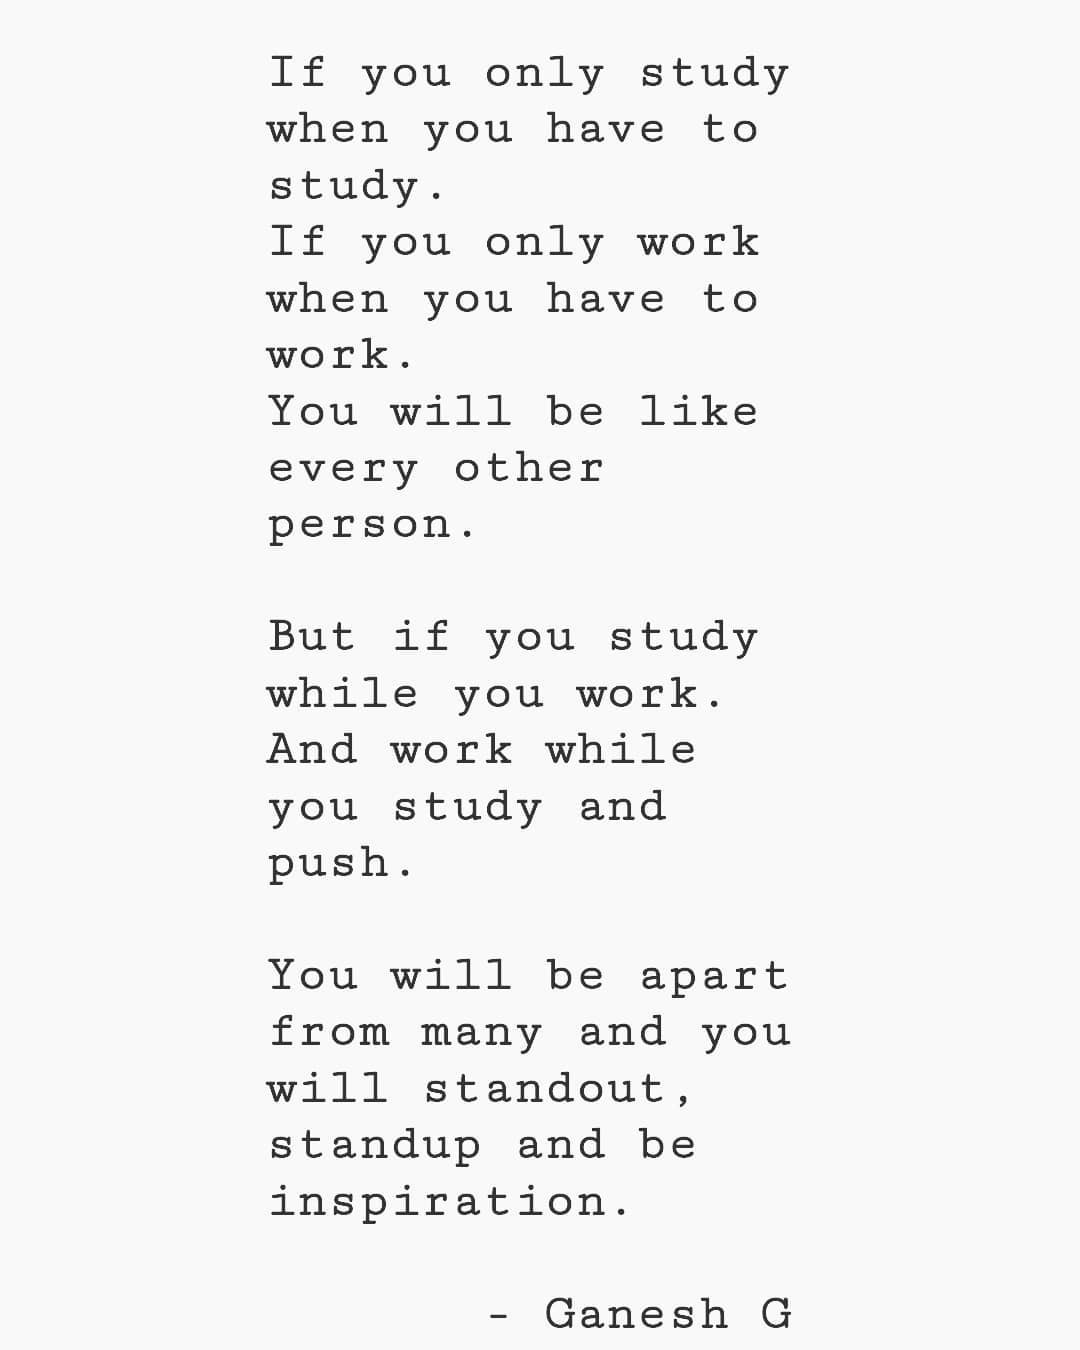 If you only study
when you have to
study.
If you only work
when you have to
work.
You will be like
every other
person.
But if you study
while you work.
And work while
you study and
push.
You will be apart
from many and you
will standout,
standup and be
inspiration.
- Ganesh G